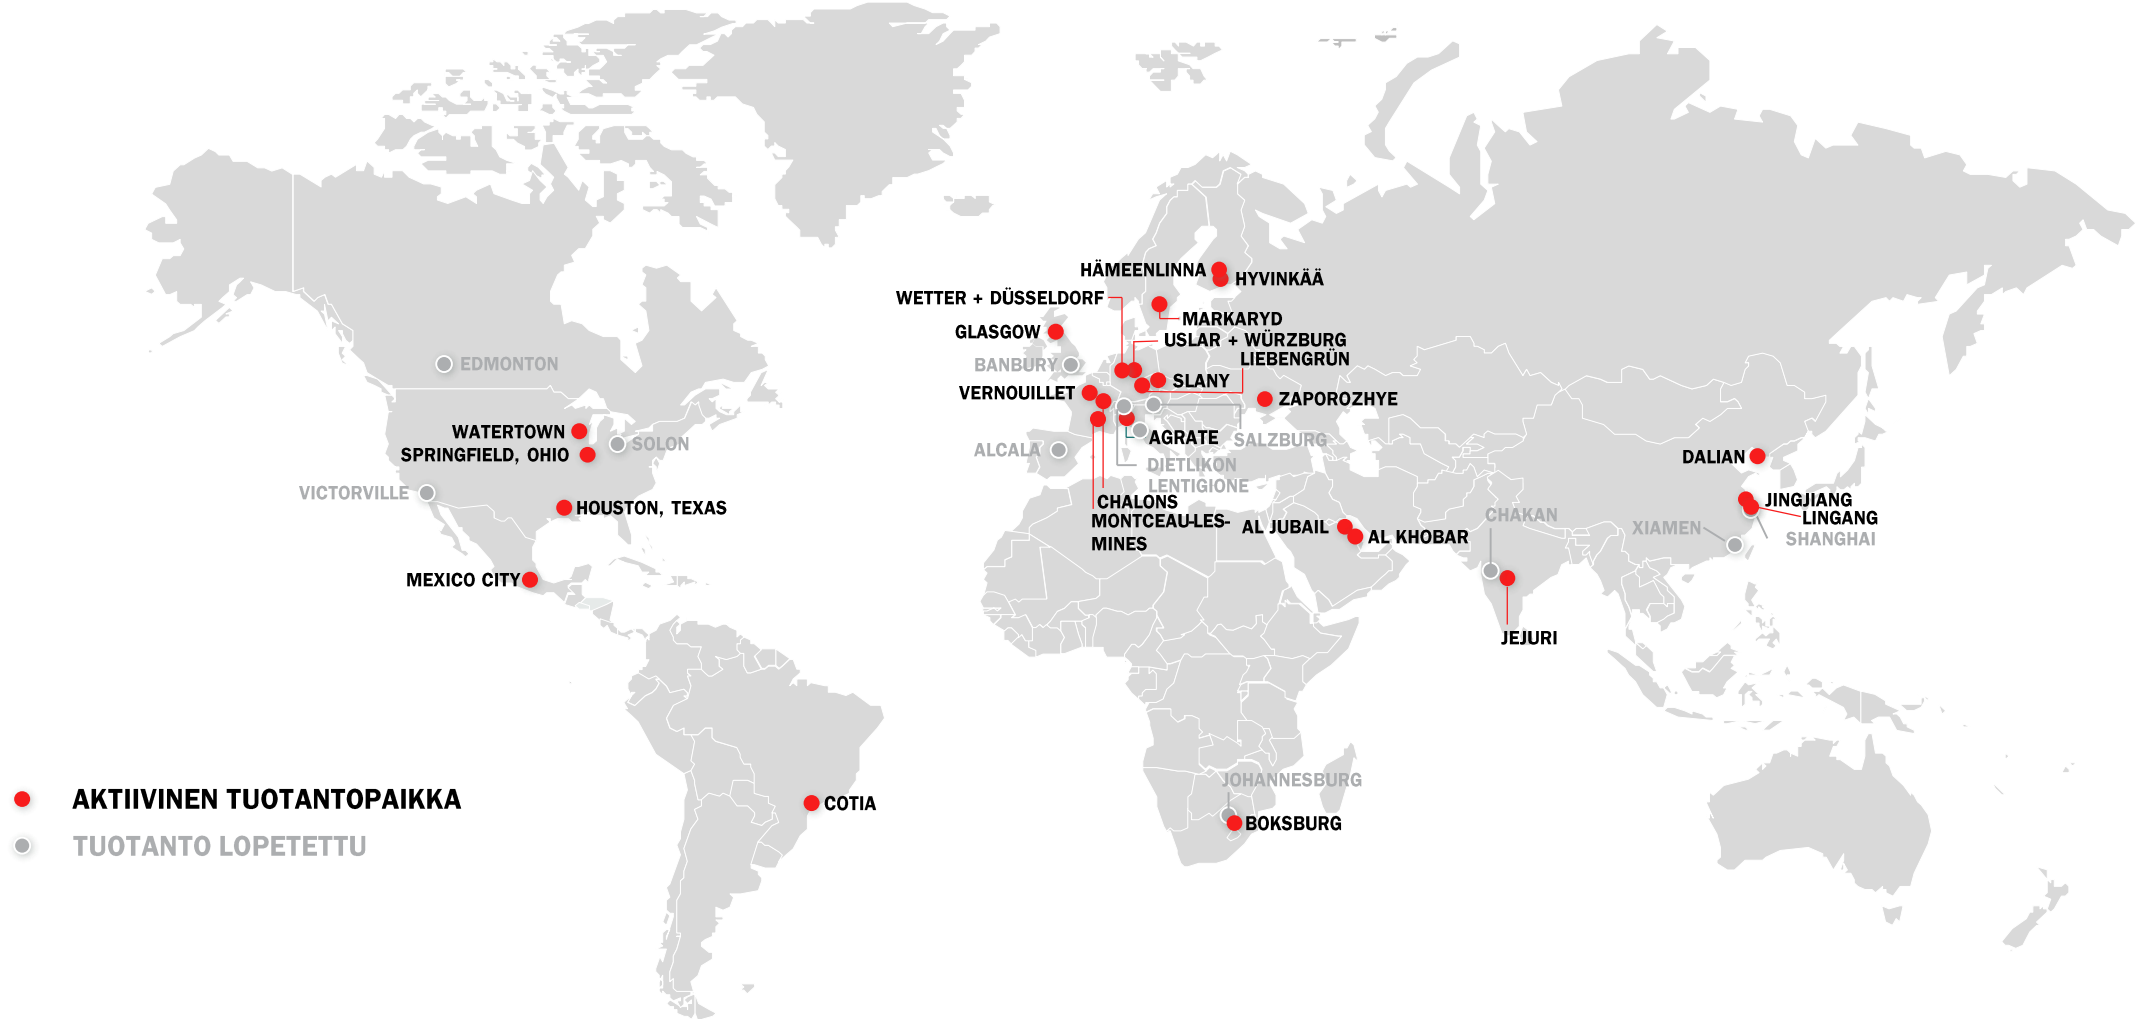 HÄMEENLINNA
HYVINKÄÄ
WETTER + DÜSSELDORF
MARKARYD
GLASGOW
USLAR + WÜRZBURG
LIEBENGRÜN
BANBURY
EDMONTON
SLANY
VERNOUILLET
ZAPOROZHYE
WATERTOWN
SOLON
SPRINGFIELD, OHIO
AGRATE
SALZBURG
ALCALA
DIETLIKON
LENTIGIONE
DALIAN
VICTORVILLE
HOUSTON, TEXAS
CHALONS
MONTCEAU-LES-
MINES
AL JUBAIL
AL KHOBAR
CHAKAN
JINGJIANG
LINGANG
XIAMEN
SHANGHAI
MEXICO CITY
JEJURI
JOHANNESBURG
COTIA
BOKSBURG
AKTIIVINEN TUOTANTOPAIKKA
TUOTANTO LOPETETTU